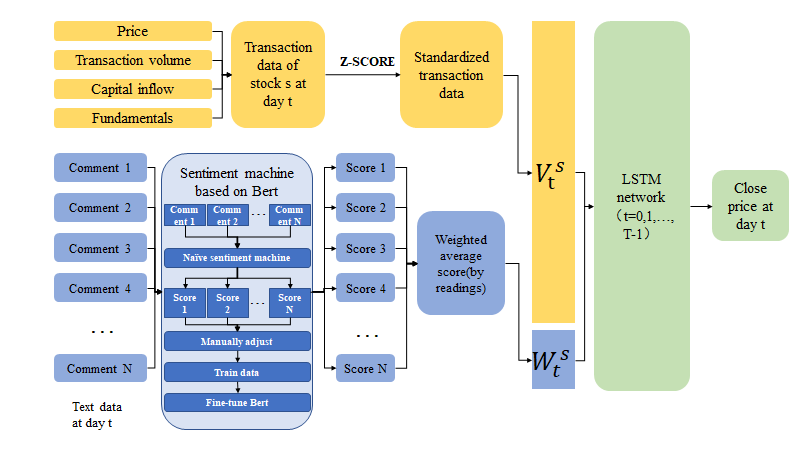 Price
Transaction volume
Capital inflow
Fundamentals
Transaction
data of
stock s at
day t
Z-SCORE
Standardized
transaction
data
Comment 1
Comment 2
Comment 3
Comment 4
...
Comment N
Text data
at day t
Sentiment machine
based on Bert
Comm
ent 1
Comm
ent 2
...
Comm
ent N
Naïve sentiment machine
Score
1
Score
2
...
Score
N
Manually adjust
Train data
Fine-tune Bert
Score 1
Score 2
Score 3
Score 4
...
Score N
Weighted
average
score(by
readings)
V_t^s
W_t^s
LSTM
network
（t=0,1,…,
T-1）
Close
price at
day t